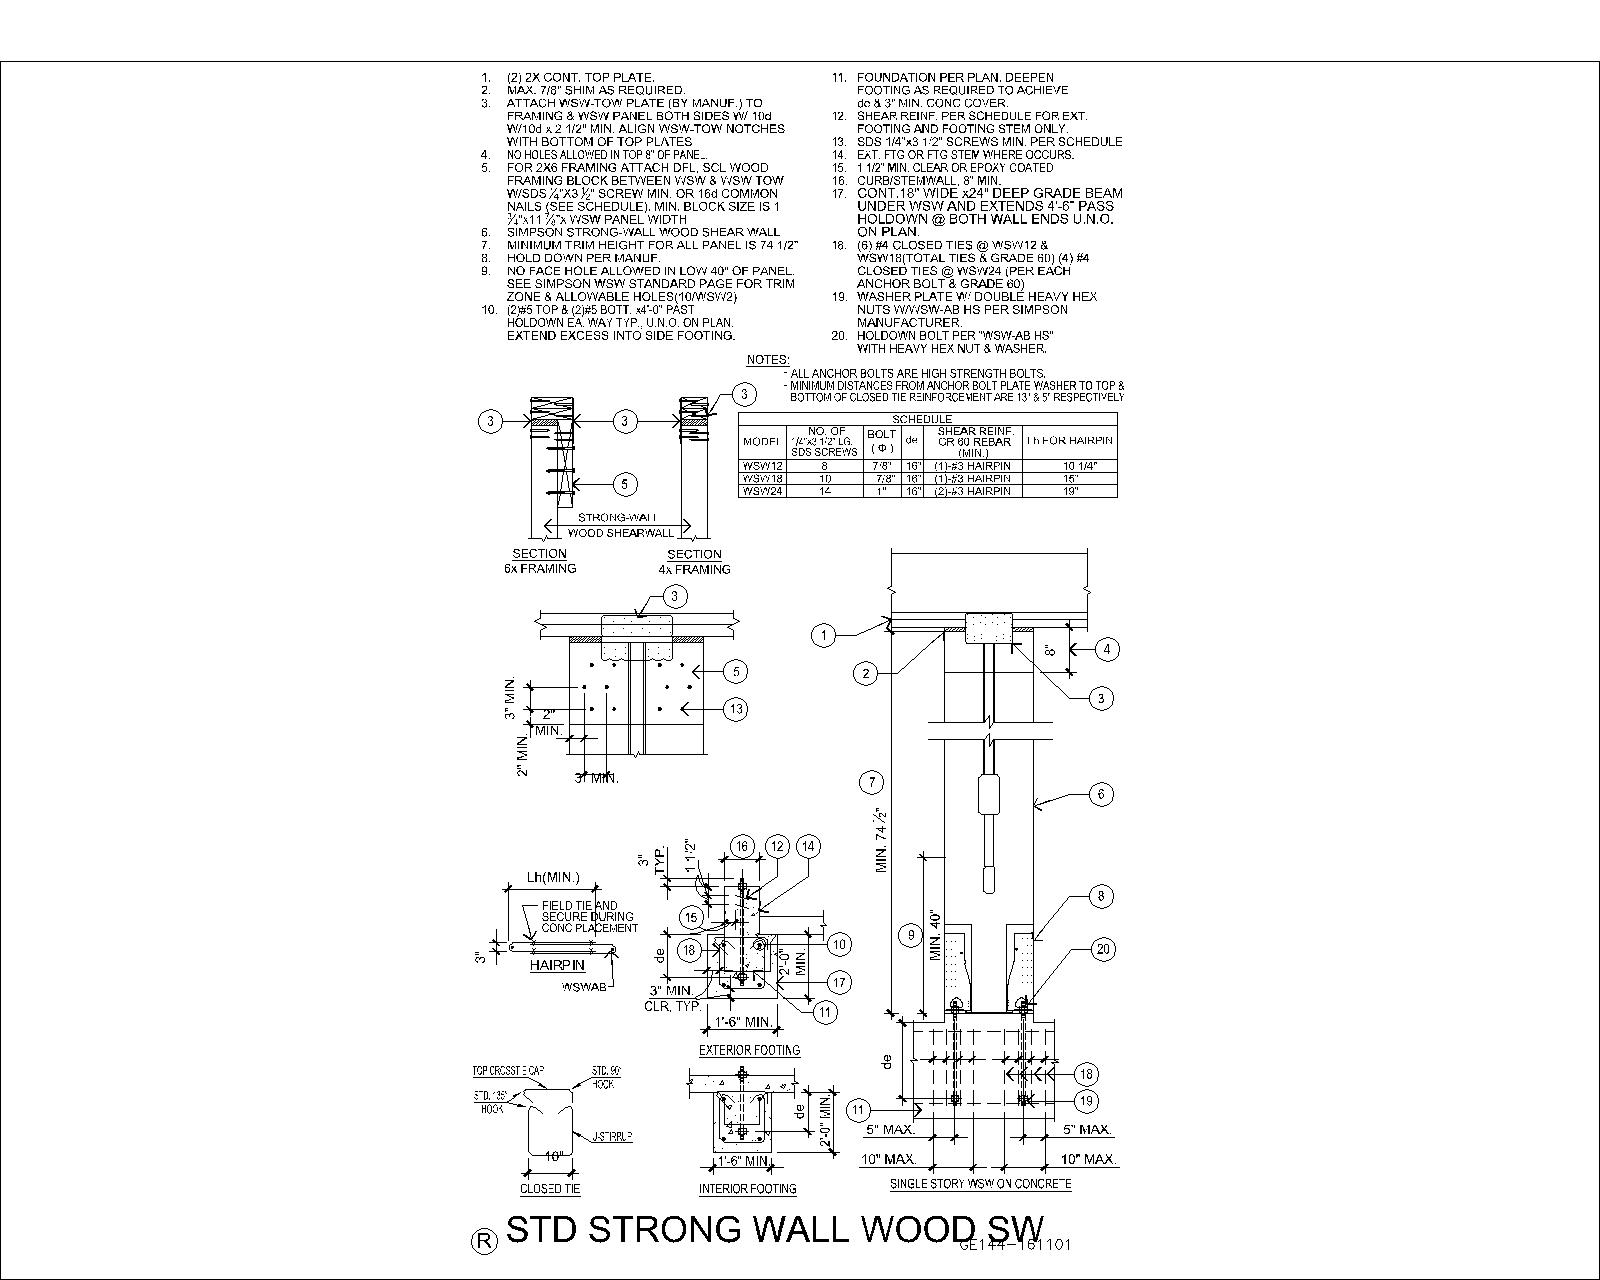 1. (2) 2X CONT. TOP PLATE.
2. MAX. 7/8" SHIM AS REQUIRED.
3. ATTACH WSW-TOW PLATE (BY MANUF.) TO
FRAMING & WSW PANEL BOTH SIDES W/ 10d
W/10d x 2 1/2" MIN. ALIGN WSW-TOW NOTCHES
WITH BOTTOM OF TOP PLATES
4. NO HOLES ALLOWED IN TOP 8" OF PANEL.
5. FOR 2X6 FRAMING ATTACH DFL, SCL WOOD
FRAMING BLOCK BETWEEN WSW & WSW TOW
W/SDS ¼"X3 ½" SCREW MIN. OR 16d COMMON
NAILS (SEE SCHEDULE). MIN. BLOCK SIZE IS 1
¾"x11 ⅞"x WSW PANEL WIDTH
6. SIMPSON STRONG-WALL WOOD SHEAR WALL
7. MINIMUM TRIM HEIGHT FOR ALL PANEL IS 74 1/2"
8. HOLD DOWN PER MANUF.
9. NO FACE HOLE ALLOWED IN LOW 40" OF PANEL.
SEE SIMPSON WSW STANDARD PAGE FOR TRIM
ZONE & ALLOWABLE HOLES(10/WSW2)
10. (2)#5 TOP & (2)#5 BOTT. x4'-0" PAST
HOLDOWN EA. WAY TYP., U.N.O. ON PLAN.
EXTEND EXCESS INTO SIDE FOOTING.
11. FOUNDATION PER PLAN. DEEPEN
FOOTING AS REQUIRED TO ACHIEVE
de & 3" MIN. CONC COVER.
12. SHEAR REINF. PER SCHEDULE FOR EXT.
FOOTING AND FOOTING STEM ONLY.
13. SDS 1/4"x3 1/2" SCREWS MIN. PER SCHEDULE
14. EXT. FTG OR FTG STEM WHERE OCCURS.
15. 1 1/2" MIN. CLEAR OR EPOXY COATED
16. CURB/STEMWALL, 8" MIN.
17. CONT.18" WIDE x24" DEEP GRADE BEAM
UNDER WSW AND EXTENDS 4'-6" PASS
HOLDOWN @ BOTH WALL ENDS U.N.O.
ON PLAN.
18. (6) #4 CLOSED TIES @ WSW12 &
WSW18(TOTAL TIES & GRADE 60) (4) #4
CLOSED TIES @ WSW24 (PER EACH
ANCHOR BOLT & GRADE 60)
19. WASHER PLATE W/ DOUBLE HEAVY HEX
NUTS W/WSW-AB HS PER SIMPSON
MANUFACTURER.
20. HOLDOWN BOLT PER "WSW-AB HS"
WITH HEAVY HEX NUT & WASHER.
NOTES:
- ALL ANCHOR BOLTS ARE HIGH STRENGTH BOLTS.
- MINIMUM DISTANCES FROM ANCHOR BOLT PLATE WASHER TO TOP &
BOTTOM OF CLOSED TIE REINFORCEMENT ARE 13" & 5" RESPECTIVELY
SCHEDULE
MODEL NO. OF 1/4"x3 1/2" LG. SDS SCREWS BOLT (Φ) de SHEAR REINF. GR 60 REBAR (MIN.) Lh FOR HAIRPIN
WSW12 8 7/8" 16" (1)-#3 HAIRPIN 10 1/4"
WSW18 10 7/8" 16" (1)-#3 HAIRPIN 15"
WSW24 14 1" 16" (2)-#3 HAIRPIN 19"
3 3 3
5
STRONG-WALL
WOOD SHEARWALL
SECTION
6x FRAMING
SECTION
4x FRAMING
3
5
13
3" MIN.
2" MIN.
2"
MIN.
3" MIN.
1
2
4
8"
3
7
MIN. 74 ½"
6
8
9
MIN. 40"
20
de
18
19
11
5" MAX. 5" MAX.
10" MAX. 10" MAX.
SINGLE STORY WSW ON CONCRETE
Lh(MIN.)
FIELD TIE AND
SECURE DURING
CONC PLACEMENT
3"
HAIRPIN
WSWAB
3"
TYP.
1 1/2"
16 12 14
15
18
10
17
11
de
2'-0"
MIN.
3" MIN.
CLR, TYP.
1'-6" MIN.
EXTERIOR FOOTING
TOP CROSSTIE CAP
STD. 90°
HOOK
STD. 135°
HOOK
U-STIRRUP
10"
CLOSED TIE
de
2'-0" MIN.
1'-6" MIN.
INTERIOR FOOTING
R STD STRONG WALL WOOD SW
GE144-161101